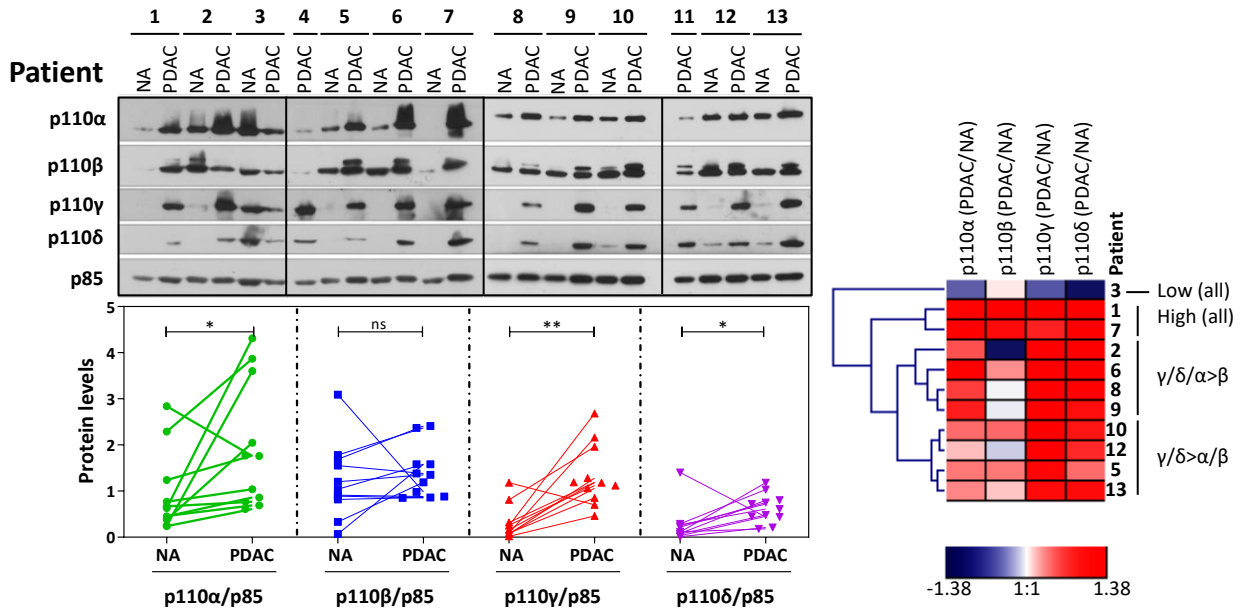 1 2 3 4 5 6 7 8 9 10 11 12 13
Patient
NA PDAC NA PDAC NA PDAC PDAC NA PDAC NA PDAC NA PDAC NA PDAC NA PDAC NA PDAC PDAC NA PDAC NA PDAC
p110α
p110β
p110γ
p110δ
p85
Protein levels
5
4
3
2
1
0
* ns ** *
NA PDAC NA PDAC NA PDAC NA PDAC
p110α/p85 p110β/p85 p110γ/p85 p110δ/p85
p110α (PDAC/NA)
p110β (PDAC/NA)
p110γ (PDAC/NA)
p110δ (PDAC/NA)
Patient
3 Low (all)
1
High (all)
7
2
γ/δ/α>β
6
8
9
10
12
γ/δ>α/β
5
13
-1.38 1:1 1.38